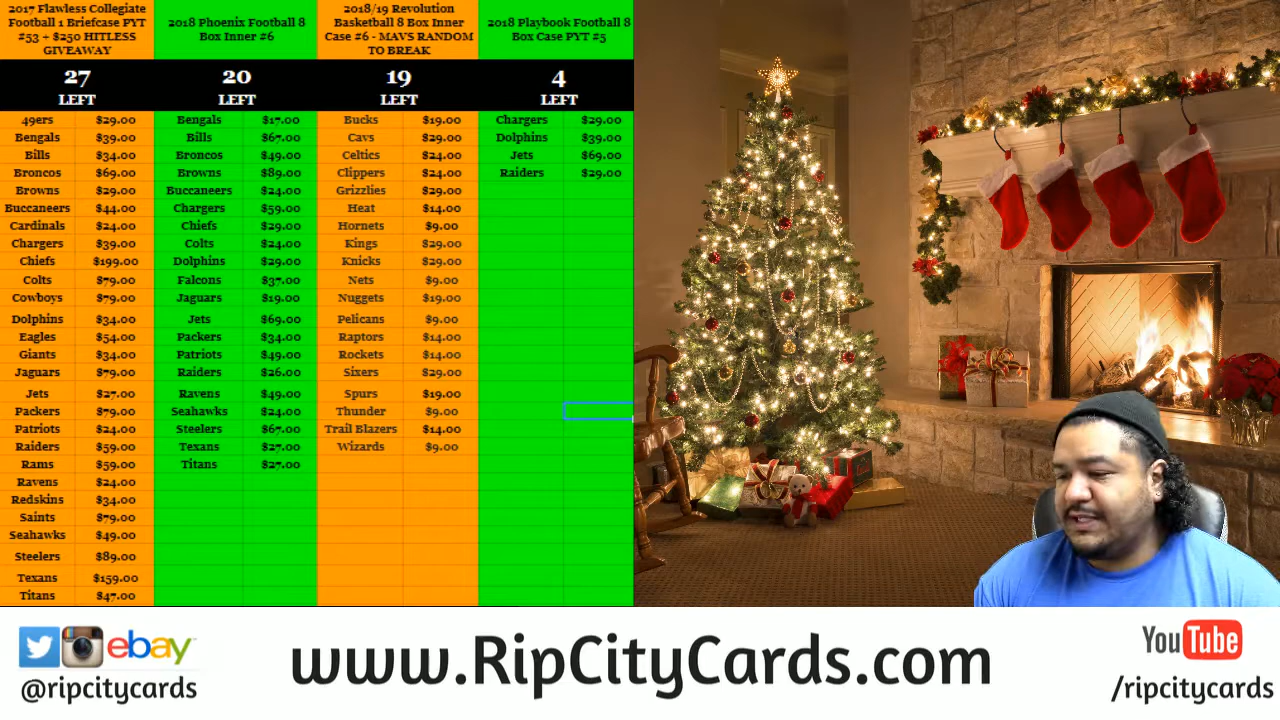 2017 Flawless Collegiate
Football 1 Briefcase PYT
#53 + $250 HITLESS
GIVEAWAY
27
LEFT
49ers $29.00
Bengals $39.00
Bills $34.00
Broncos $69.00
Browns $29.00
Buccaneers $44.00
Cardinals $24.00
Chargers $39.00
Chiefs $199.00
Colts $79.00
Cowboys $79.00
Dolphins $34.00
Eagles $54.00
Giants $34.00
Jaguars $79.00
Jets $27.00
Packers $79.00
Patriots $24.00
Raiders $59.00
Rams $59.00
Ravens $24.00
Redskins $34.00
Saints $79.00
Seahawks $49.00
Steelers $89.00
Texans $159.00
Titans $47.00
2018 Phoenix Football 8
Box Inner #6
20
LEFT
Bengals $17.00
Bills $67.00
Broncos $49.00
Browns $89.00
Buccaneers $24.00
Chargers $59.00
Chiefs $29.00
Colts $24.00
Dolphins $29.00
Falcons $37.00
Jaguars $19.00
Jets $69.00
Packers $34.00
Patriots $49.00
Raiders $26.00
Ravens $49.00
Seahawks $24.00
Steelers $67.00
Texans $27.00
Titans $27.00
2018/19 Revolution
Basketball 8 Box Inner
Case #6 - MAVS RANDOM
TO BREAK
19
LEFT
Bucks $19.00
Cavs $29.00
Celtics $24.00
Clippers $24.00
Grizzlies $29.00
Heat $14.00
Hornets $9.00
Kings $29.00
Knicks $29.00
Nets $9.00
Nuggets $19.00
Pelicans $9.00
Raptors $14.00
Rockets $14.00
Sixers $29.00
Spurs $19.00
Thunder $9.00
Trail Blazers $14.00
Wizards $9.00
2018 Playbook Football 8
Box Case PYT #5
4
LEFT
Chargers $29.00
Dolphins $39.00
Jets $69.00
Raiders $29.00
ebay
@ripcitycards
www.RipCityCards.com
YouTube
/ripcitycards